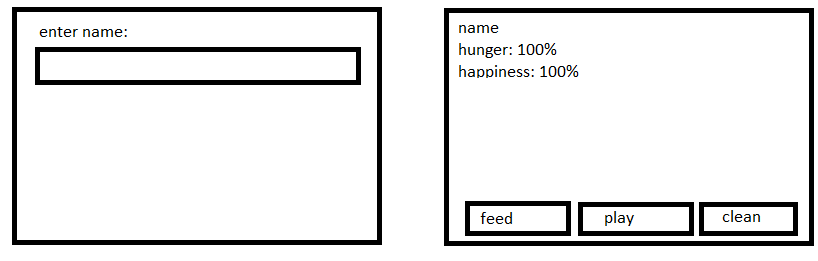 enter name:
name
hunger: 100%
happiness: 100%
feed
play
clean